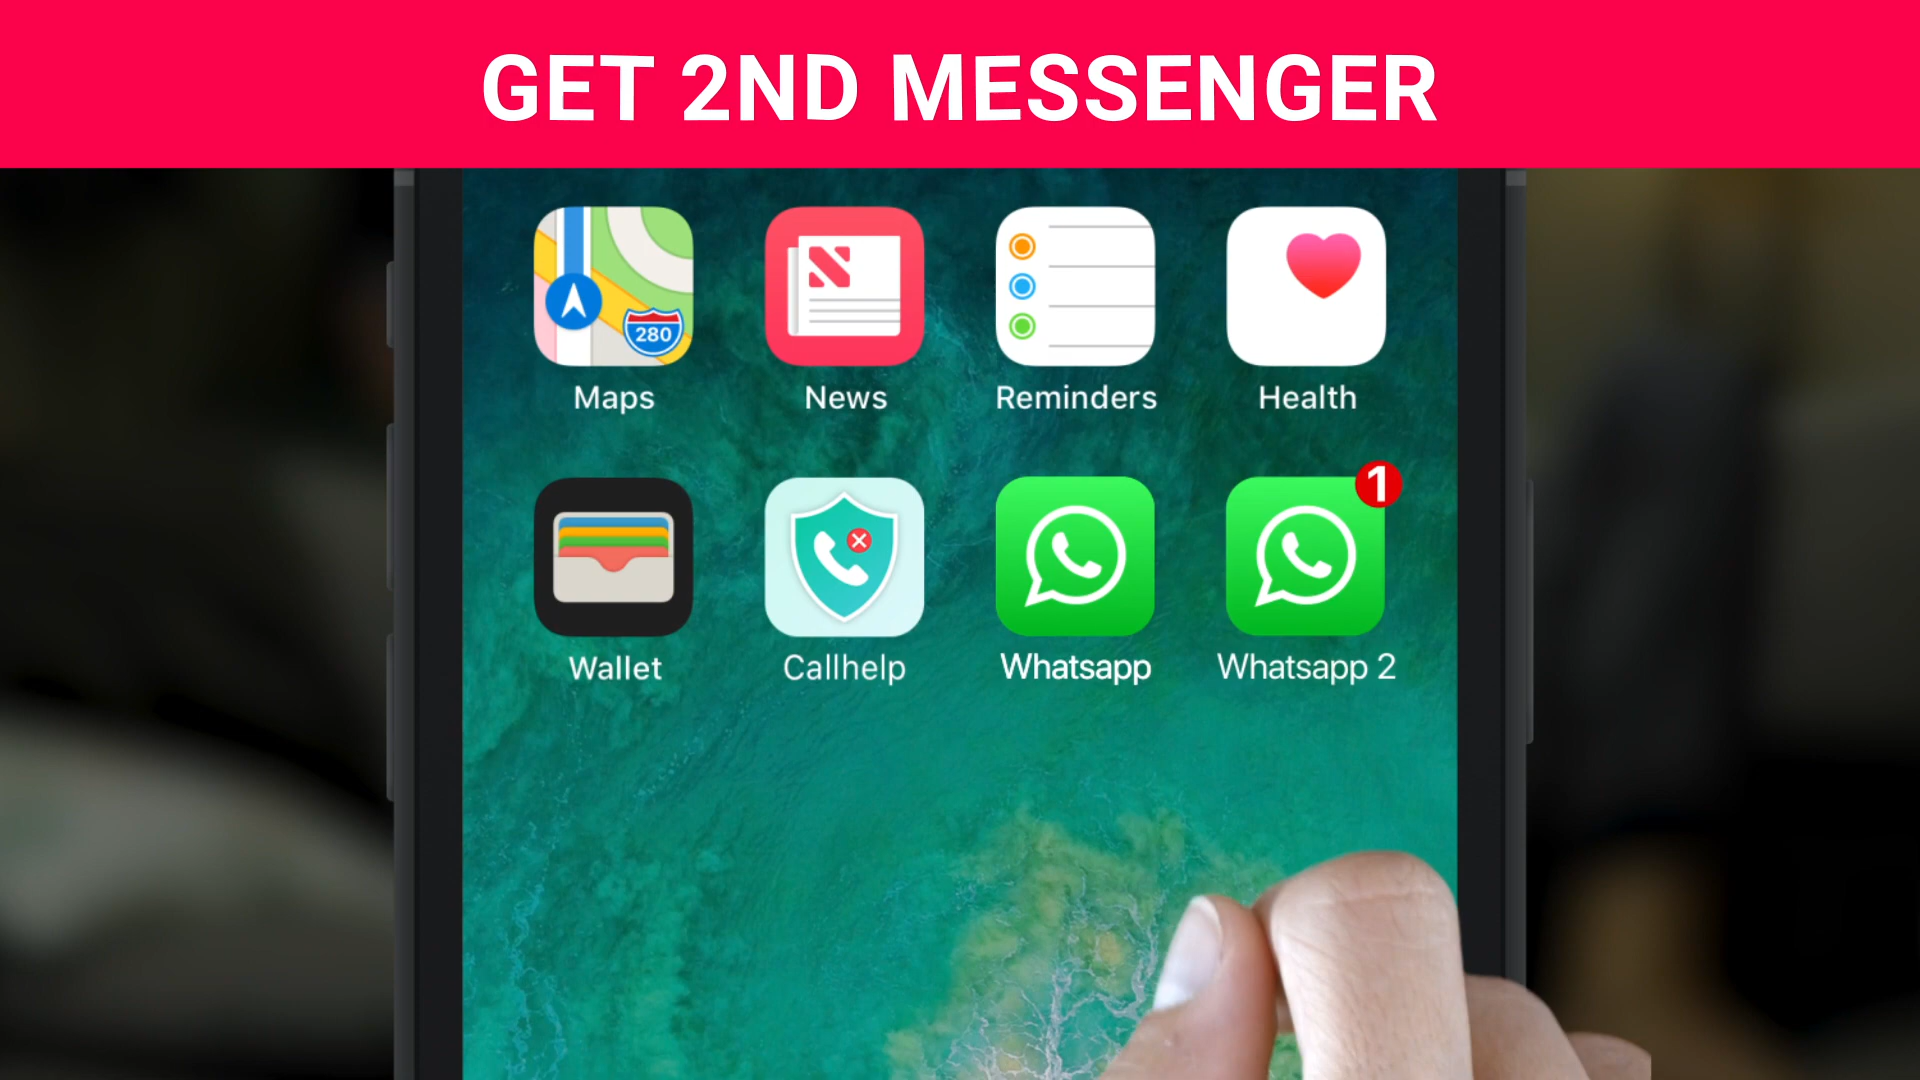 GET 2ND MESSENGER
280
Maps
News
Reminders
Health
1
Wallet
Callhelp
Whatsapp
Whatsapp 2